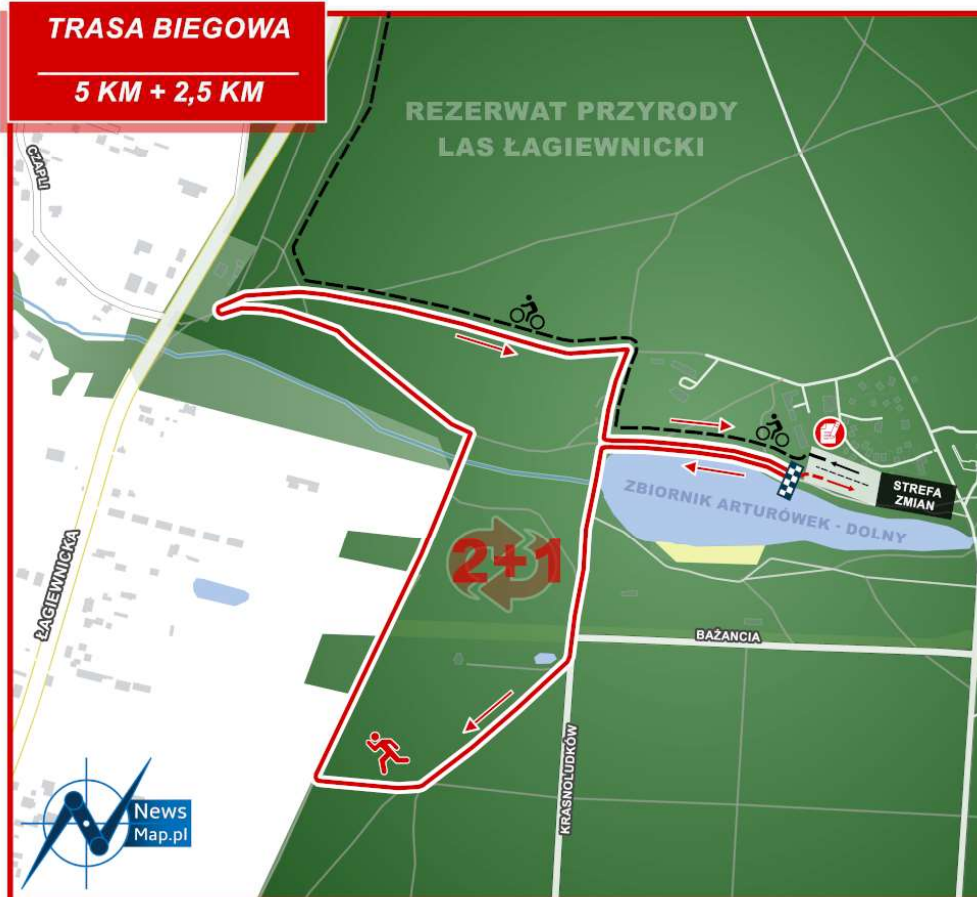 TRASA BIEGOWA
5 KM + 2,5 KM
REZERWAT PRZYRODY
LAS ŁAGIEWNICKI
CZAPLI
STREFA
ZMIAN
ZBIORNIK ARTURÓWEK - DOLNY
2+1
ŁAGIEWNICKA
BAŻANCIA
KRASNOLUDKÓW
News
Map.pl